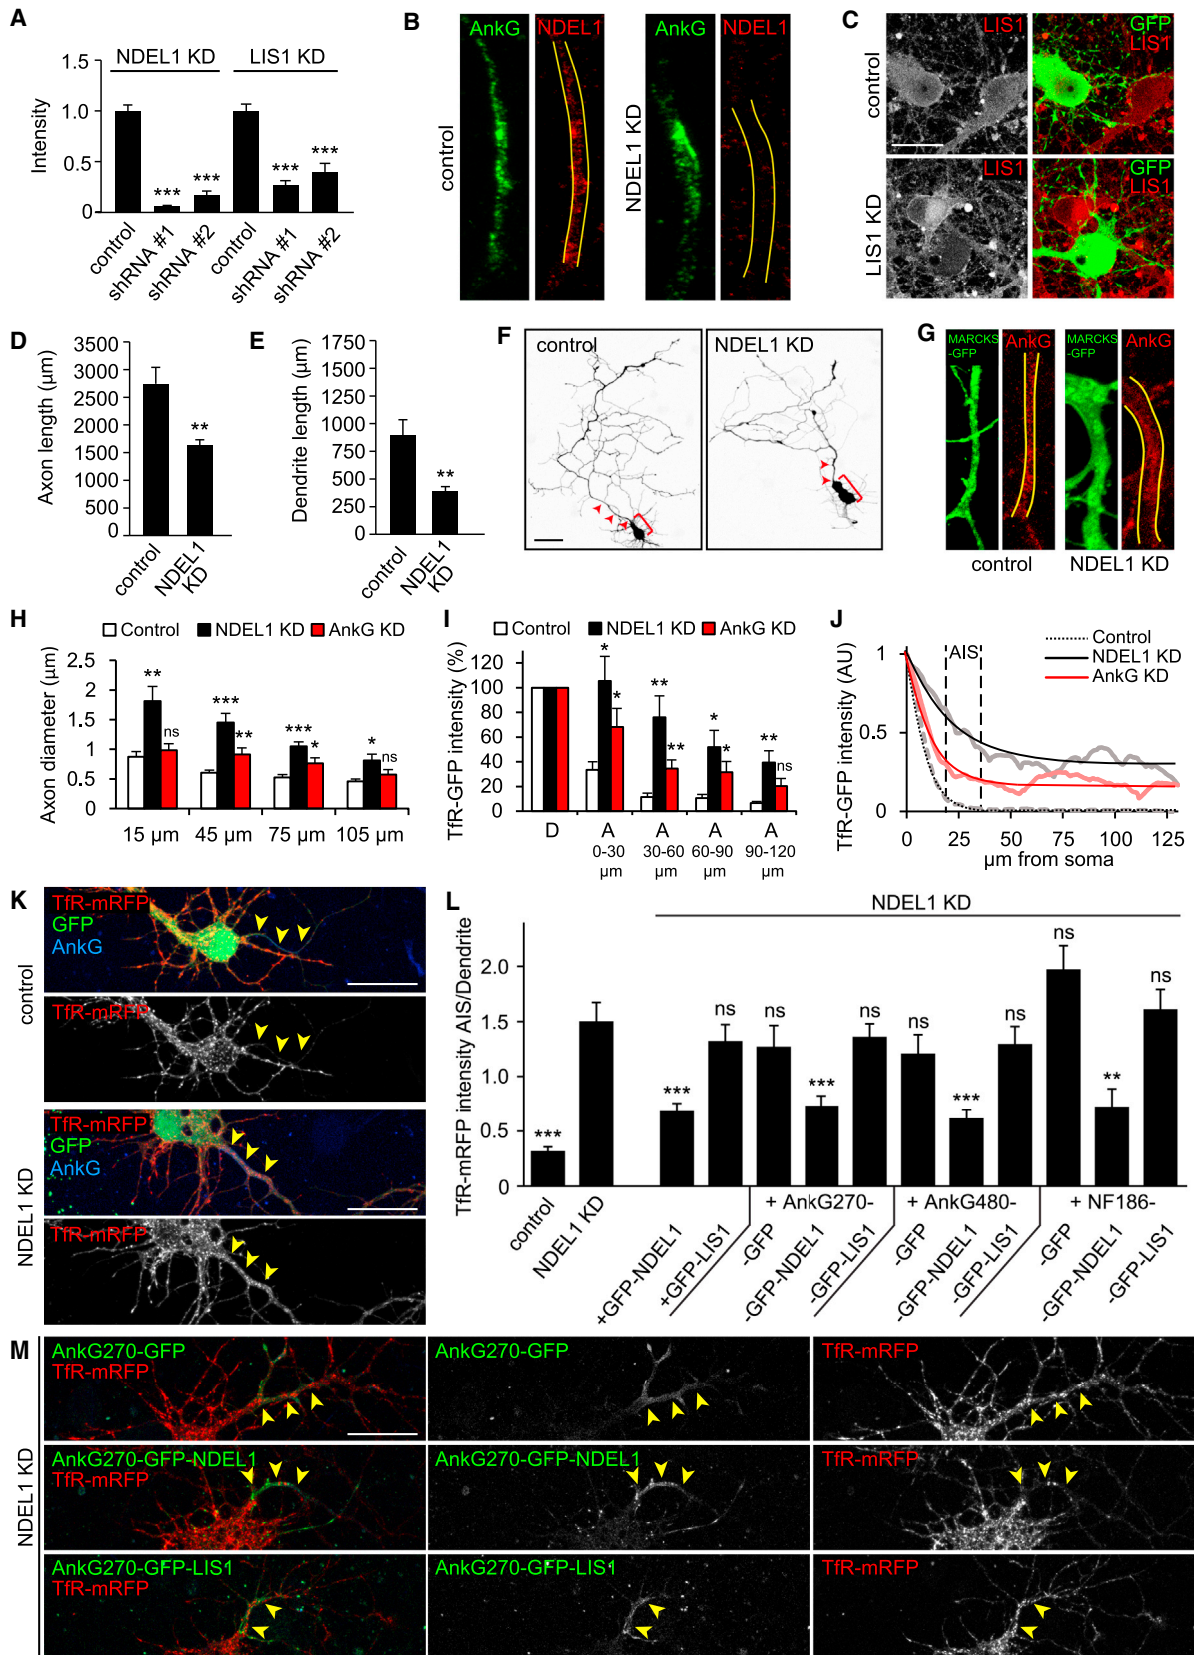 A
NDEL1 KD
LIS1 KD
Intensity
1.5
1.0
0.5
0
***
***
***
***
control
shRNA #1
shRNA #2
control
shRNA #1
shRNA #2
B
control
AnkG
NDEL1
NDEL1 KD
AnkG
NDEL1
C
control
LIS1
GFP
LIS1
LIS1 KD
LIS1
GFP
LIS1
D
Axon length (µm)
3500
3000
2500
2000
1500
1000
500
0
**
control
NDEL1
KD
E
Dendrite length (µm)
1750
1500
1250
1000
750
500
250
0
**
control
NDEL1
KD
F
control
NDEL1 KD
G
MARCKS
-GFP
AnkG
MARCKS
-GFP
AnkG
control
NDEL1 KD
H
Control
NDEL1 KD
AnkG KD
Axon diameter (µm)
2.5
2
1.5
1
0.5
0
**
ns
***
**
***
*
*
ns
15 µm
45 µm
75 µm
105 µm
I
Control
NDEL1 KD
AnkG KD
TfR-GFP intensity (%)
120
100
80
60
40
20
0
*
*
**
**
*
*
**
ns
D
A
A
A
A
0-30
µm
30-60
µm
60-90
µm
90-120
µm
J
Control
NDEL1 KD
AnkG KD
AIS
TfR-GFP intensity (AU)
1
0.5
0
0
25
50
75
100
125
µm from soma
K
control
TfR-mRFP
GFP
AnkG
TfR-mRFP
NDEL1 KD
TfR-mRFP
GFP
AnkG
TfR-mRFP
L
NDEL1 KD
TfR-mRFP intensity AIS/Dendrite
2.0
1.5
1.0
0.5
0
***
***
ns
ns
***
ns
ns
***
ns
ns
**
ns
control
NDEL1 KD
+GFP-NDEL1
+GFP-LIS1
+ AnkG270-
-GFP
-GFP-NDEL1
-GFP-LIS1
+ AnkG480-
-GFP
-GFP-NDEL1
-GFP-LIS1
+ NF186-
-GFP
-GFP-NDEL1
-GFP-LIS1
M
NDEL1 KD
AnkG270-GFP
TfR-mRFP
AnkG270-GFP
TfR-mRFP
AnkG270-GFP-NDEL1
TfR-mRFP
AnkG270-GFP-NDEL1
TfR-mRFP
AnkG270-GFP-LIS1
TfR-mRFP
AnkG270-GFP-LIS1
TfR-mRFP